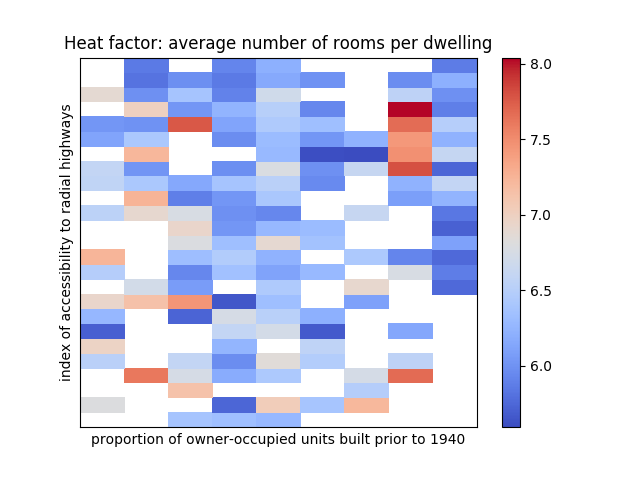 Heat factor: average number of rooms per dwelling
index of accessibility to radial highways
proportion of owner-occupied units built prior to 1940
8.0
7.5
7.0
6.5
6.0